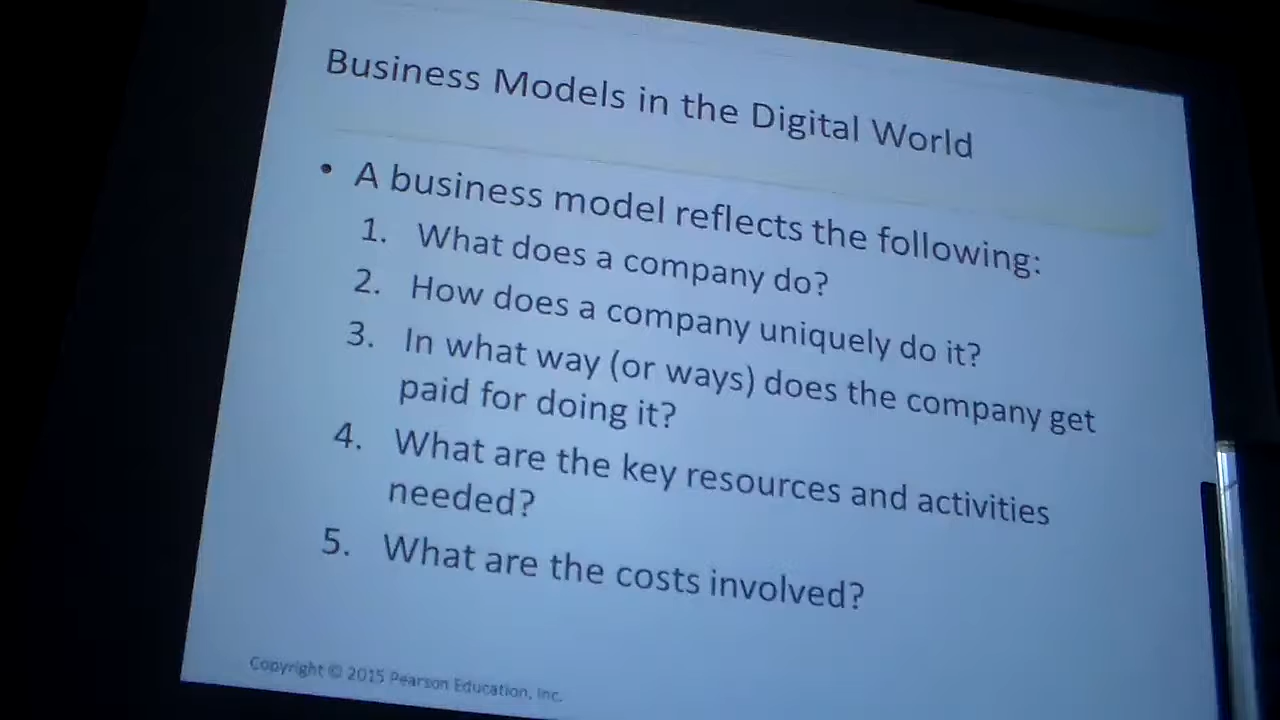 Business Models in the Digital World
• A business model reflects the following:
1. What does a company do?
2. How does a company uniquely do it?
3. In what way (or ways) does the company get
paid for doing it?
4. What are the key resources and activities
needed?
5. What are the costs involved?
Copyright © 2015 Pearson Education, Inc.